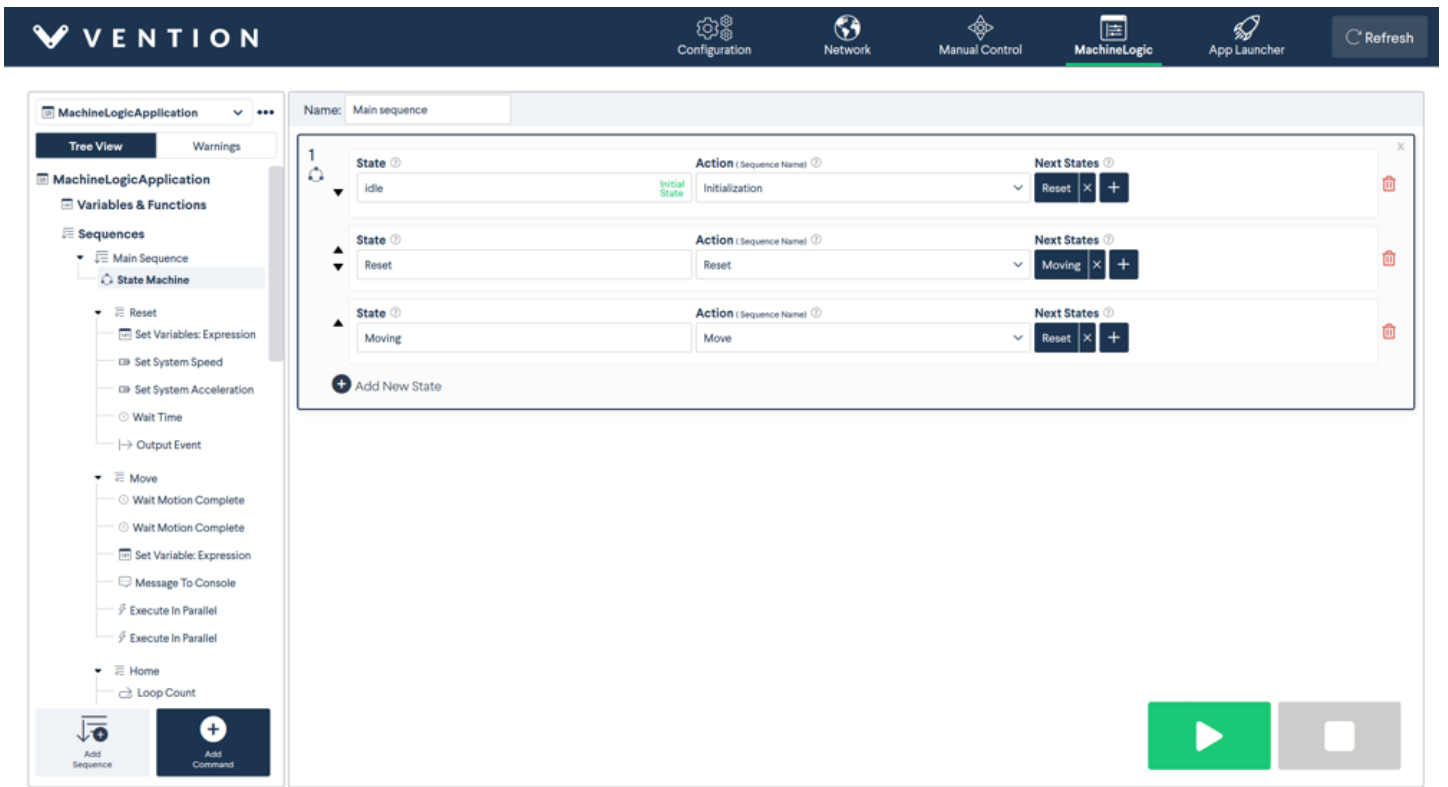 VENTION
Configuration
Network
Manual Control
MachineLogic
App Launcher
Refresh
MachineLogicApplication
Tree View
Warnings
MachineLogicApplication
Variables & Functions
Sequences
Main Sequence
State Machine
Reset
Set Variables: Expression
Set System Speed
Set System Acceleration
Wait Time
Output Event
Move
Wait Motion Complete
Wait Motion Complete
Set Variable: Expression
Message To Console
Execute In Parallel
Execute In Parallel
Home
Loop Count
Add
Sequence
Add
Command
Name: Main sequence
1
x
State ? Action (Sequence Name) ? Next States ?
idle Initial State Initialization Reset × +
State ? Action (Sequence Name) ? Next States ?
Reset Reset Moving × +
State ? Action (Sequence Name) ? Next States ?
Moving Move Reset × +
Add New State